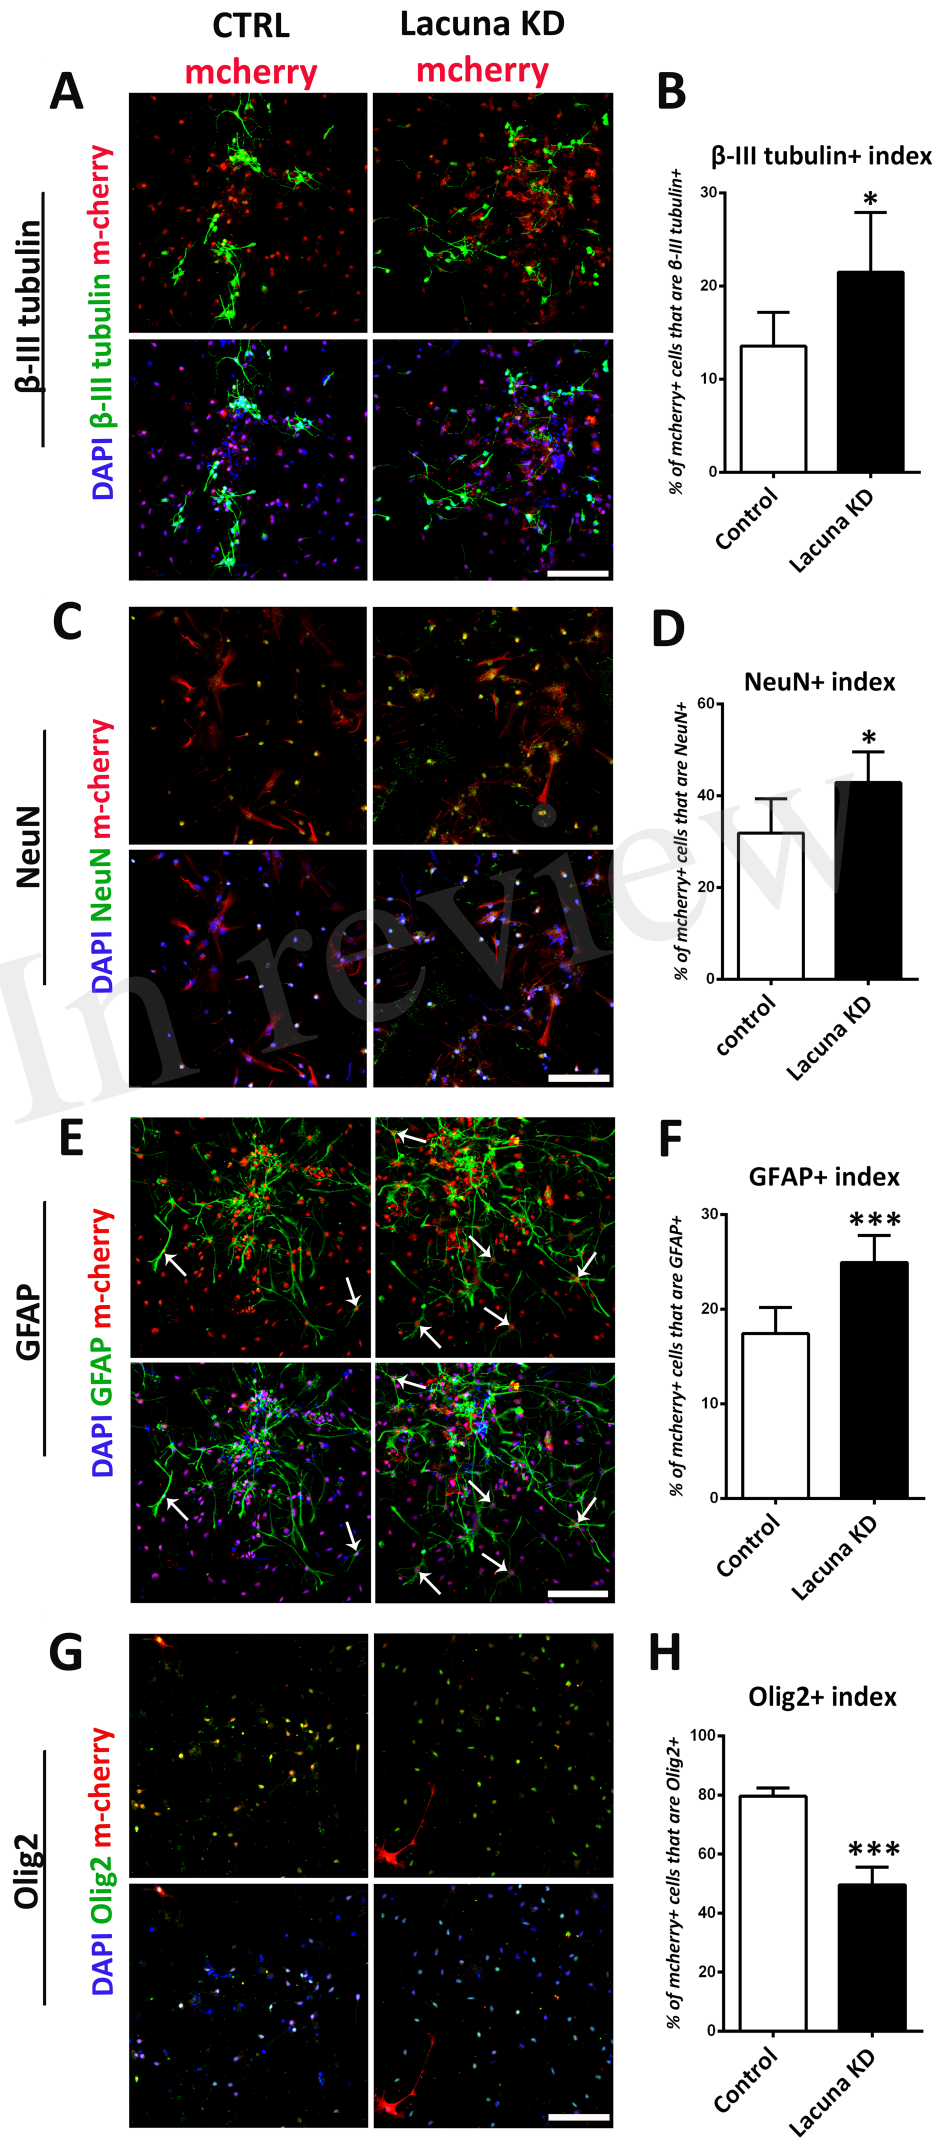 CTRL
mcherry
Lacuna KD
mcherry
A
β-III tubulin
DAPI β-III tubulin m-cherry
B
β-III tubulin+ index
% of mcherry+ cells that are β-III tubulin+
30
20
10
0
Control
Lacuna KD
*
C
NeuN
DAPI NeuN m-cherry
D
NeuN+ index
% of mcherry+ cells that are NeuN+
60
40
20
0
control
Lacuna KD
*
E
GFAP
DAPI GFAP m-cherry
F
GFAP+ index
% of mcherry+ cells that are GFAP+
30
20
10
0
Control
Lacuna KD
***
G
Olig2
DAPI Olig2 m-cherry
H
Olig2+ index
% of mcherry+ cells that are Olig2+
100
80
60
40
20
0
Control
Lacuna KD
***
In review